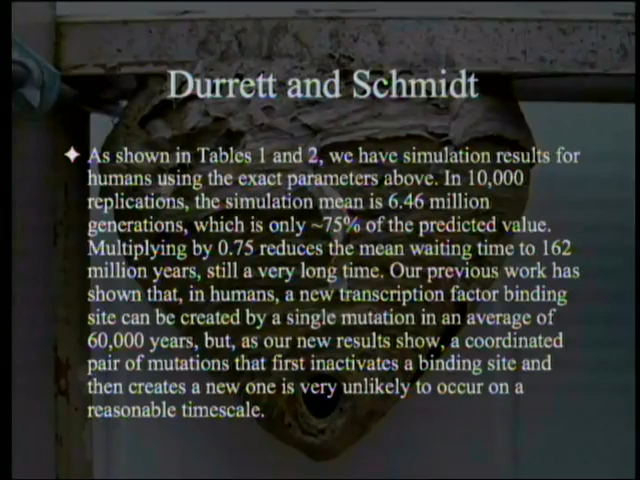 Durrett and Schmidt
As shown in Tables 1 and 2, we have simulation results for
humans using the exact parameters above. In 10,000
replications, the simulation mean is 6.46 million
generations, which is only ~75% of the predicted value.
Multiplying by 0.75 reduces the mean waiting time to 162
million years, still a very long time. Our previous work has
shown that, in humans, a new transcription factor binding
site can be created by a single mutation in an average of
60,000 years, but, as our new results show, a coordinated
pair of mutations that first inactivates a binding site and
then creates a new one is very unlikely to occur on a
reasonable timescale.